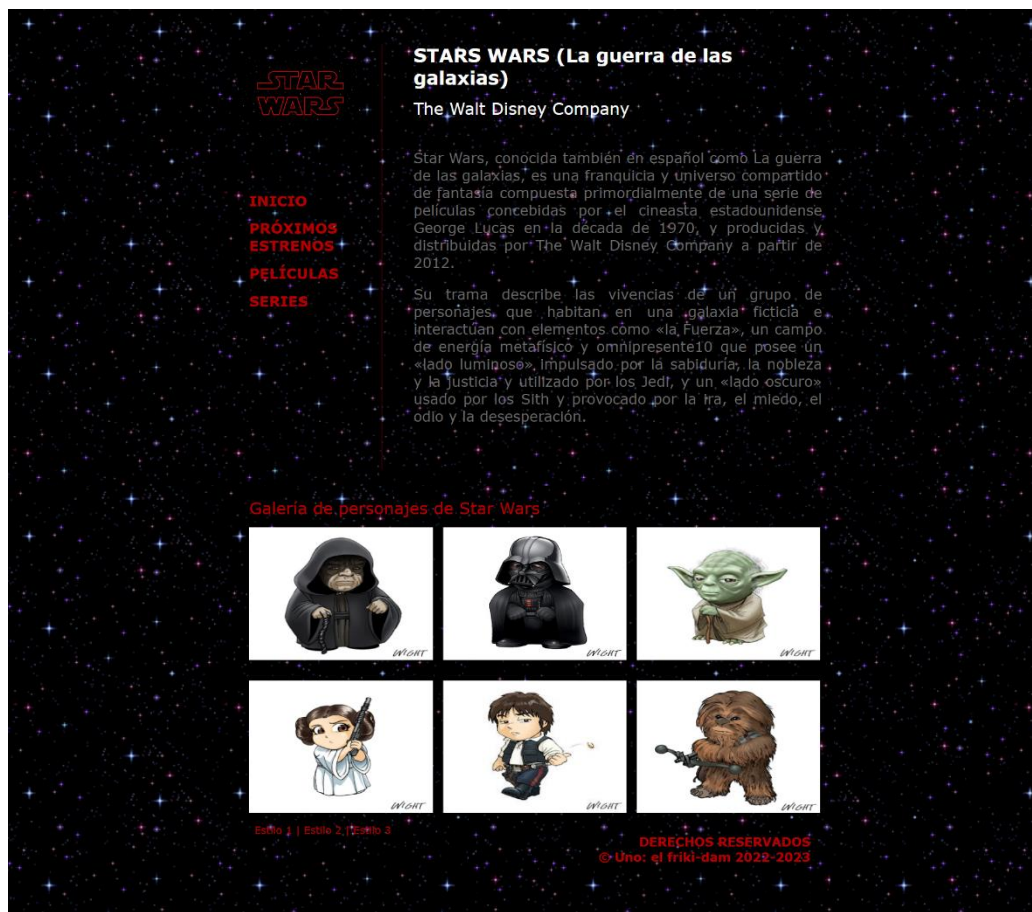 STAR
WARS
INICIO
PRÓXIMOS
ESTRENOS
PELÍCULAS
SERIES
STARS WARS (La guerra de las
galaxias)
The Walt Disney Company
Star Wars, conocida también en español como La guerra
de las galaxias, es una franquicia y universo compartido
de fantasía compuesta primordialmente de una serie de
películas concebidas por el cineasta estadounidense
George Lucas en la década de 1970, y producidas y
distribuidas por The Walt Disney Company a partir de
2012.
Su trama describe las vivencias de un grupo de
personajes que habitan en una galaxia ficticia e
interactúan con elementos como «la Fuerza», un campo
de energía metafísico y omnipresente10 que posee un
«lado luminoso» impulsado por la sabiduría, la nobleza
y la justicia y utilizado por los Jedi, y un «lado oscuro»
usado por los Sith y provocado por la ira, el miedo, el
odio y la desesperación.
Galería de personajes de Star Wars
WIGHT
WIGHT
WIGHT
WIGHT
WIGHT
WIGHT
Estilo 1 | Estilo 2 | Estilo 3
DERECHOS RESERVADOS
© Uno: el friki-dam 2022-2023